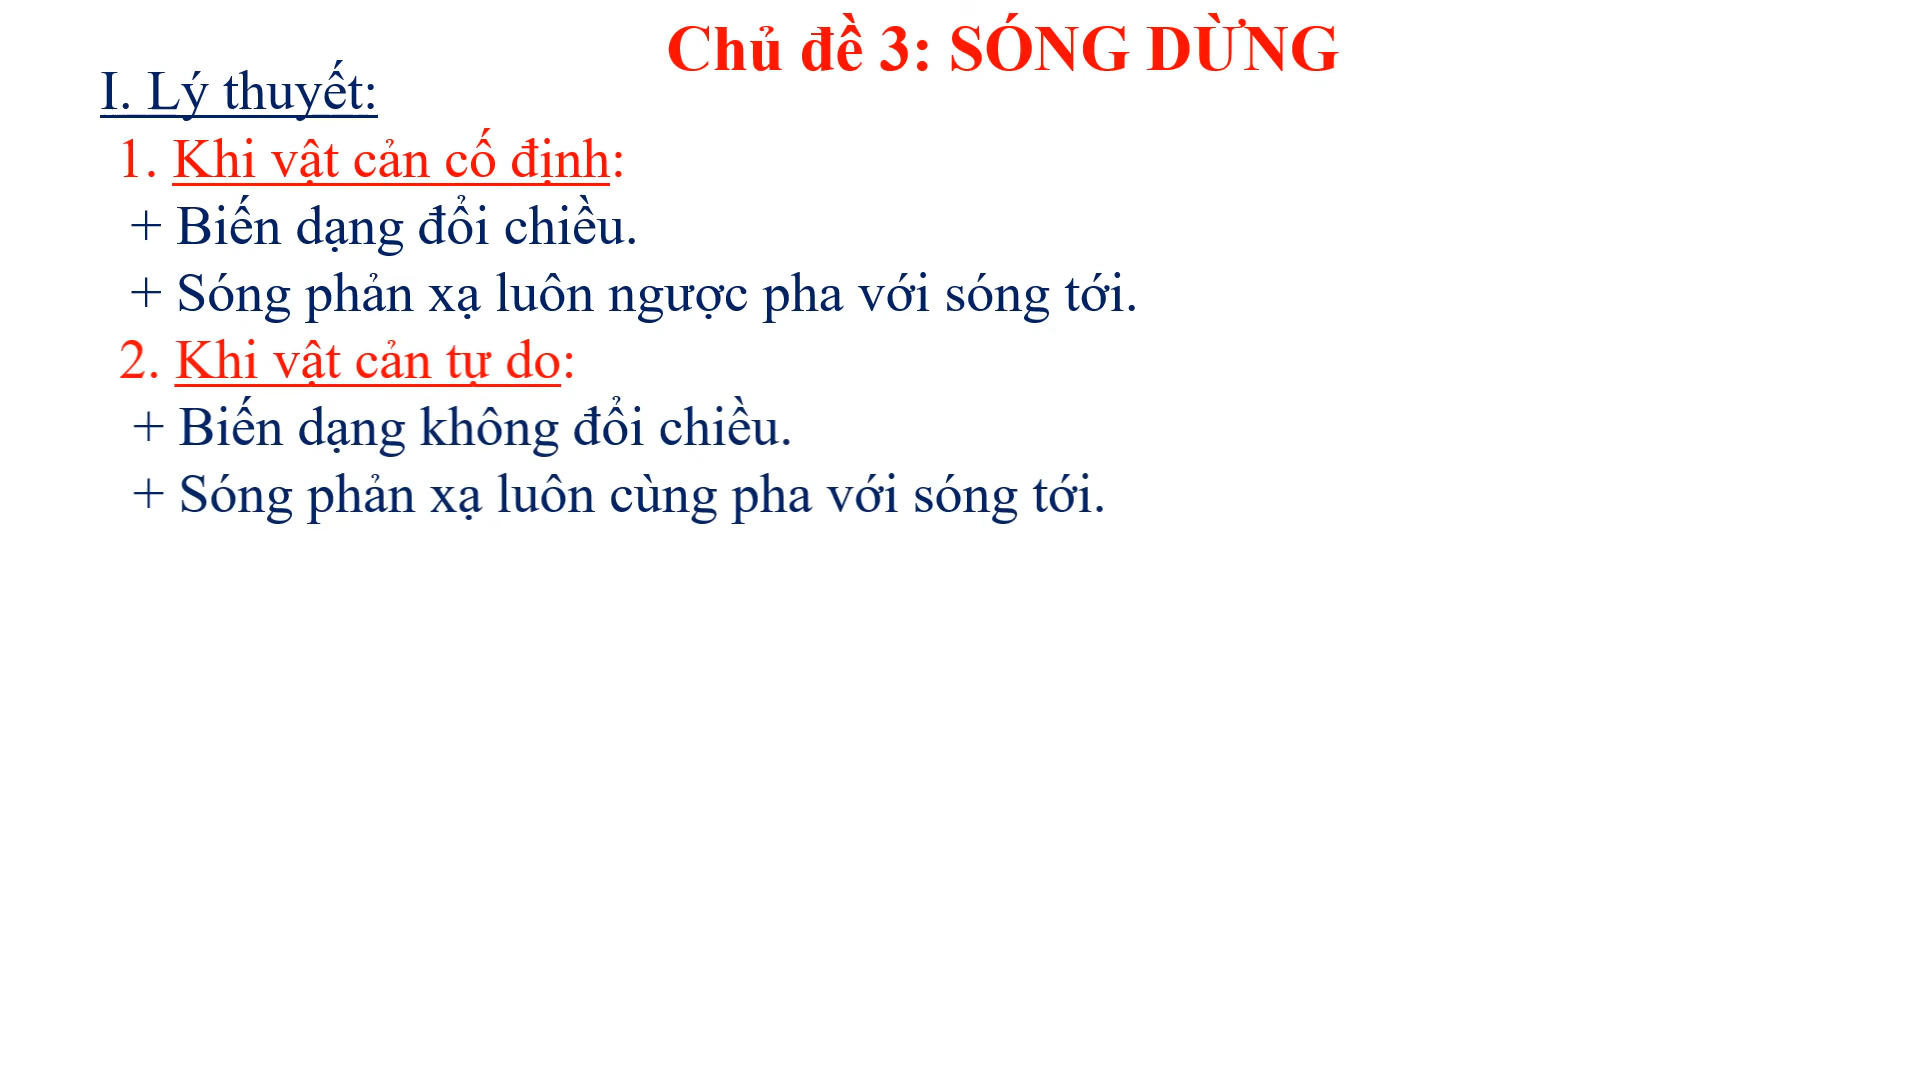 Chủ đề 3: SÓNG DỪNG
I. Lý thuyết:
1. Khi vật cản cố định:
+ Biến dạng đổi chiều.
+ Sóng phản xạ luôn ngược pha với sóng tới.
2. Khi vật cản tự do:
+ Biến dạng không đổi chiều.
+ Sóng phản xạ luôn cùng pha với sóng tới.